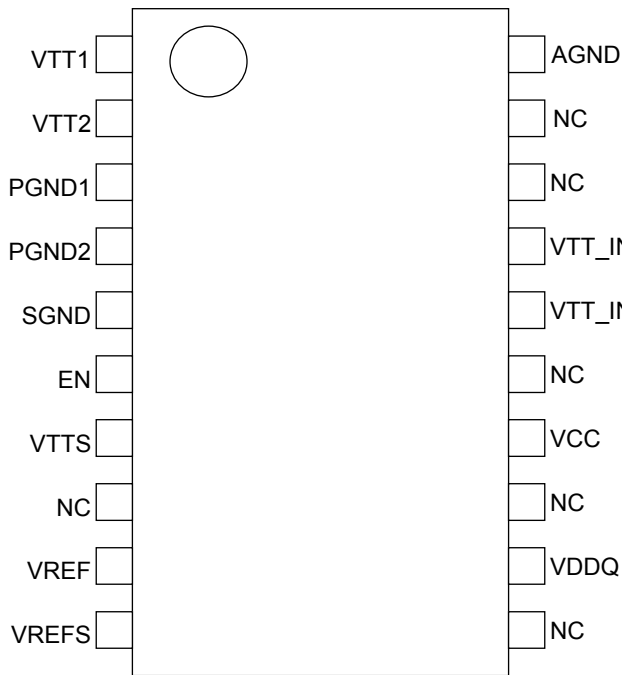 VTT1
VTT2
PGND1
PGND2
SGND
EN
VTTS
NC
VREF
VREFS
AGND
NC
NC
VTT_IN
VTT_IN
NC
VCC
NC
VDDQ
NC